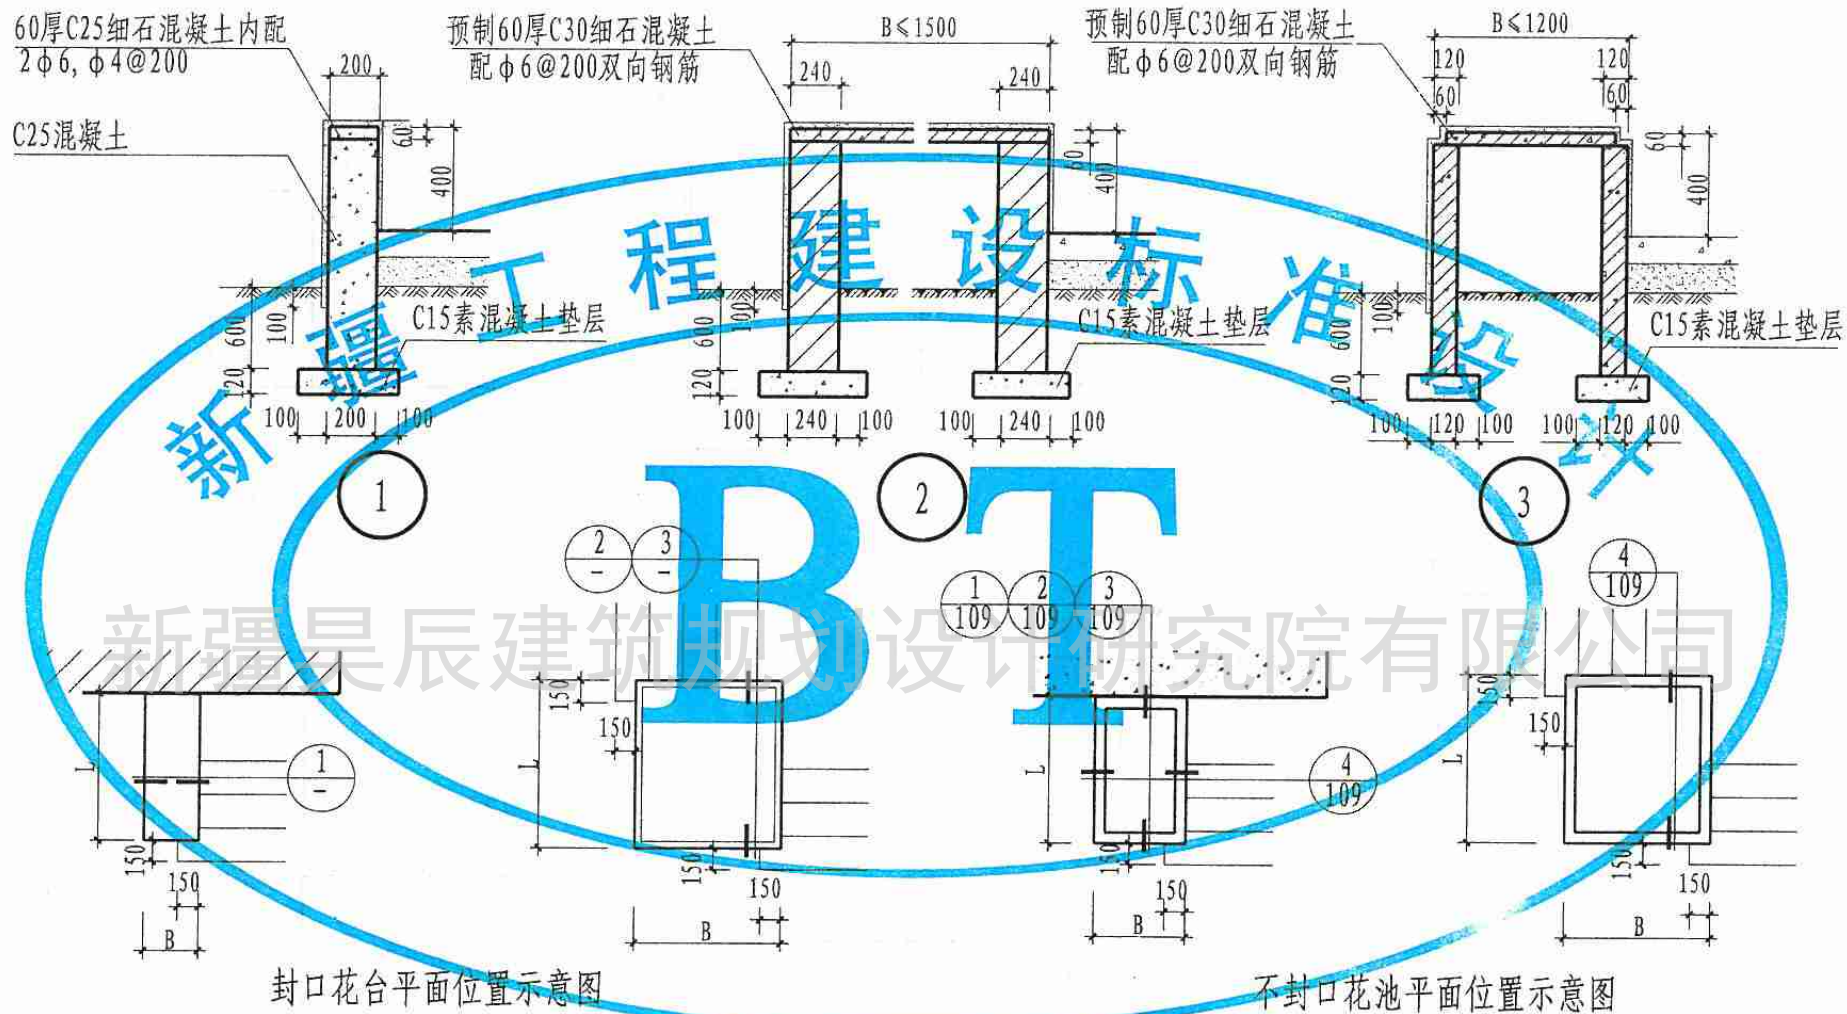 60厚C25细石混凝土内配
2ф6,ф4@200
C25混凝土
200
60
400
600
100
120
C15素混凝土垫层
100 200 100
1
预制60厚C30细石混凝土
配ф6@200双向钢筋
B≤1500
240 240
60
400
600
100
120
C15素混凝土垫层
100 240 100
100 240 100
2
预制60厚C30细石混凝土
配ф6@200双向钢筋
B≤1200
120 120
60 60
60
400
600
100
120
C15素混凝土垫层
100 120 100
100 120 100
3
新疆工程建设标准设计
BT
新疆昊辰建筑规划设计研究院有限公司
L
1
-
150
150
B
2
-
3
-
150
150
L
150
150
B
封口花台平面位置示意图
1
109
2
109
3
109
L
4
109
150
150
B
4
109
150
150
L
150
150
B
不封口花池平面位置示意图